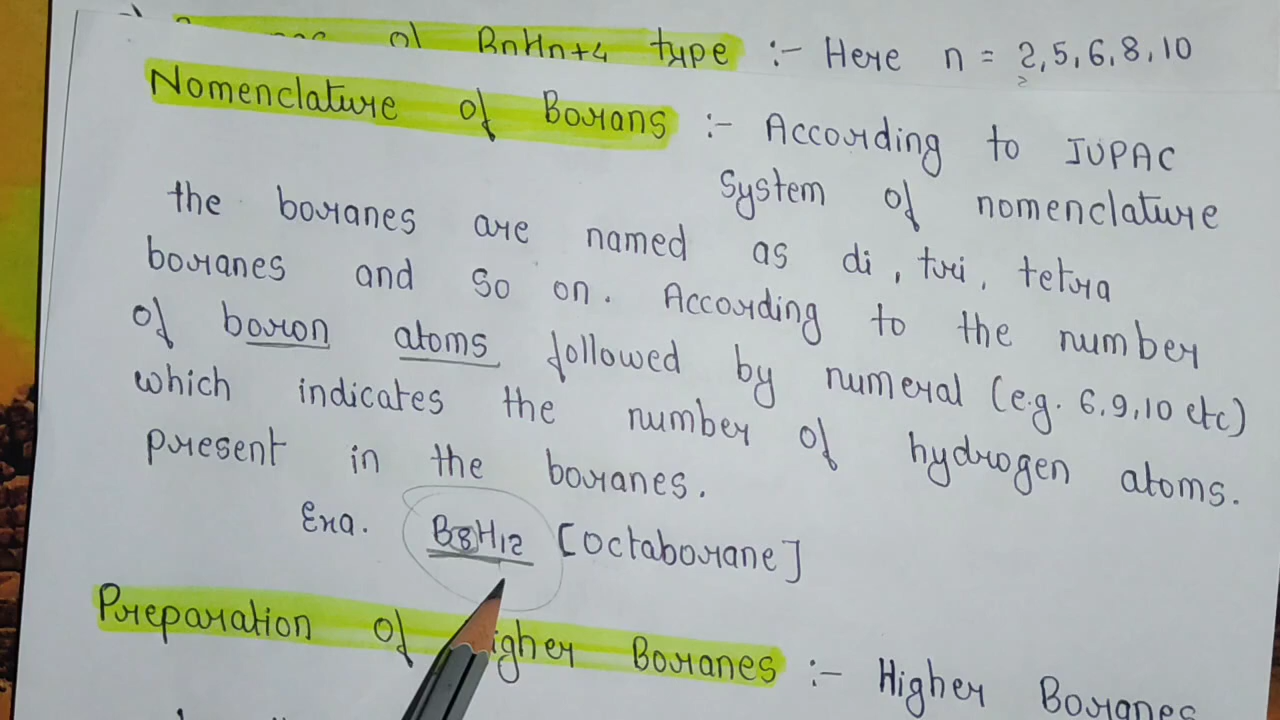 of BnHn+4 type :- Here n = 2,5,6,8,10
Nomenclature of Borans :- According to IUPAC
System of nomenclature
the boranes are named as di, tri, tetra
boranes and so on. According to the number
of boron atoms followed by numeral (e.g. 6,9,10 etc)
which indicates the number of hydrogen atoms.
present in the boranes.
Exa. B8H12 [octaborane]
Preparation of Higher Boranes :- Higher Boranes